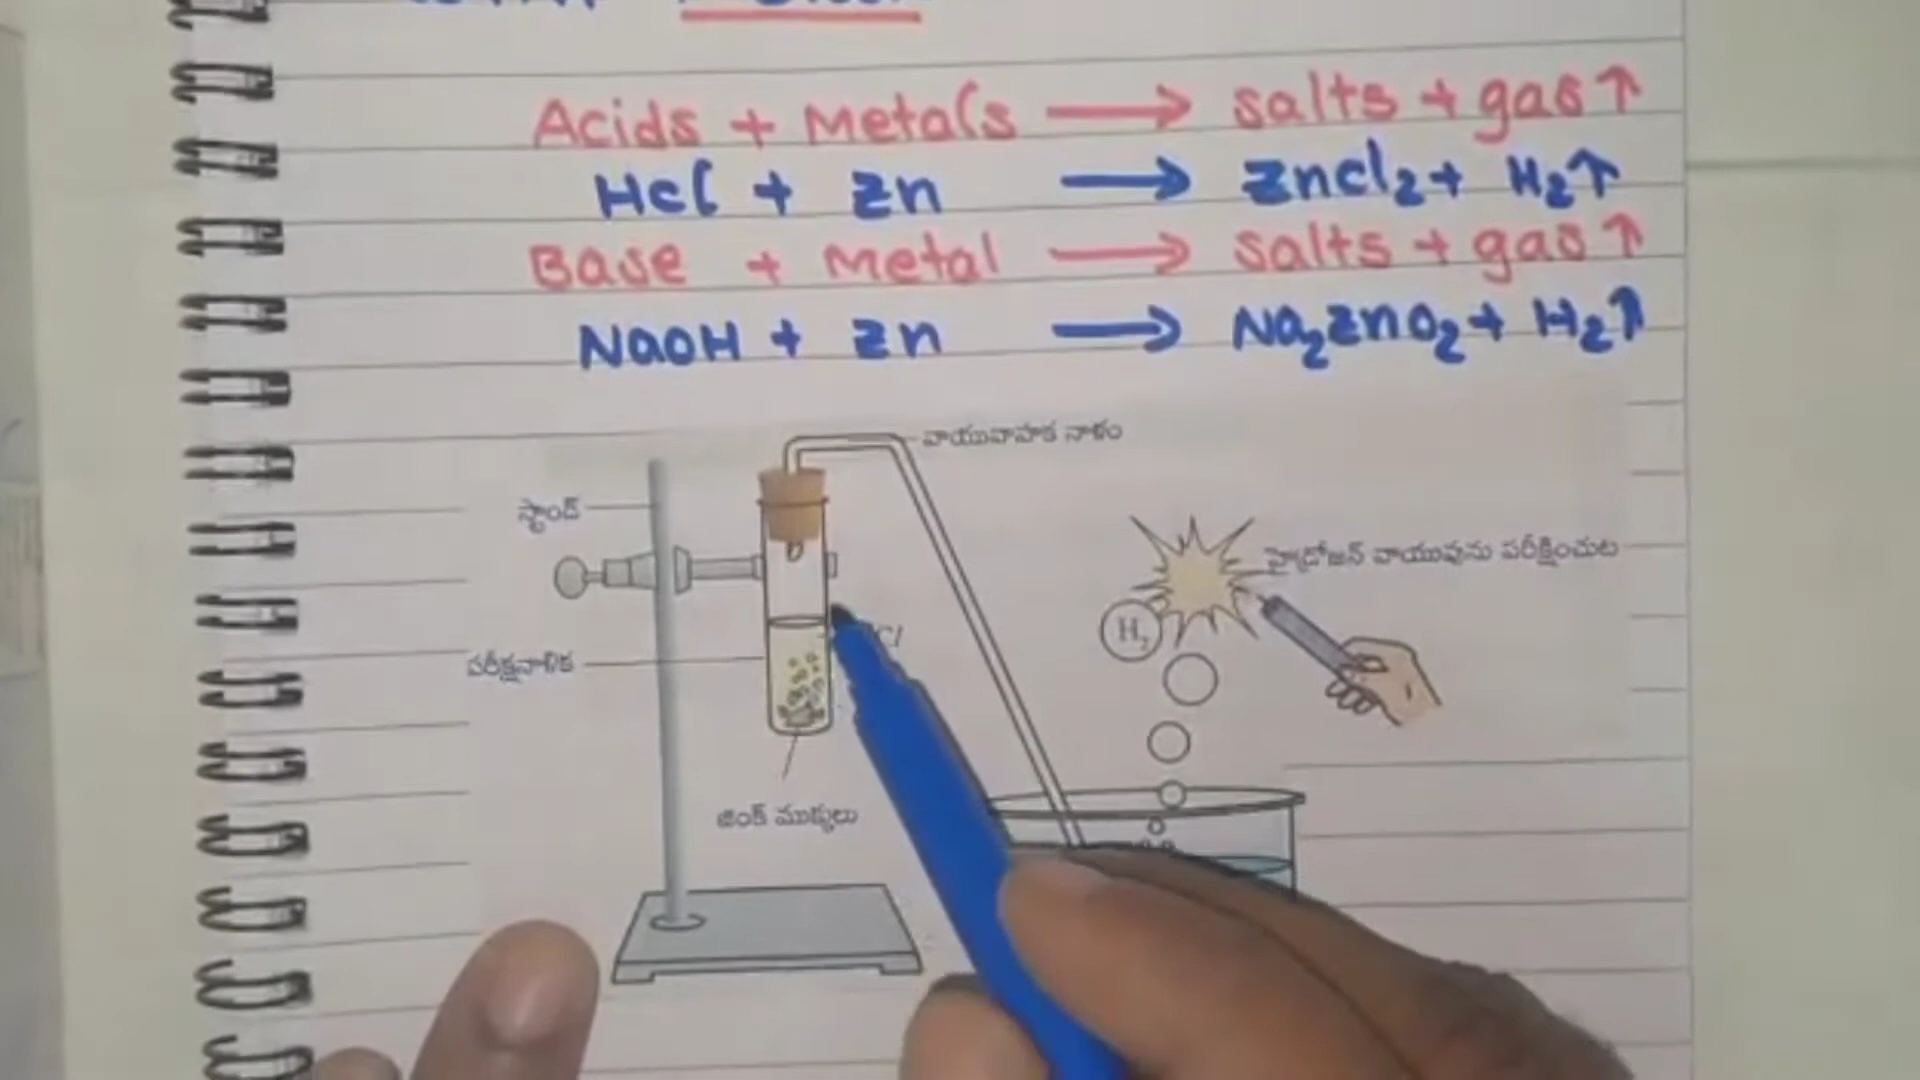 Acids + Metals → salts + gas↑
Hcl + Zn → Zncl₂ + H₂↑
Base + Metal → salts + gas↑
NaOH + Zn → Na₂ZnO₂ + H₂↑
వాయువాహక నాళం
స్టాండ్
హైడ్రోజన్ వాయువును పరీక్షించుట
H₂
Cl
పరీక్షనాళిక
జింక్ ముక్కలు